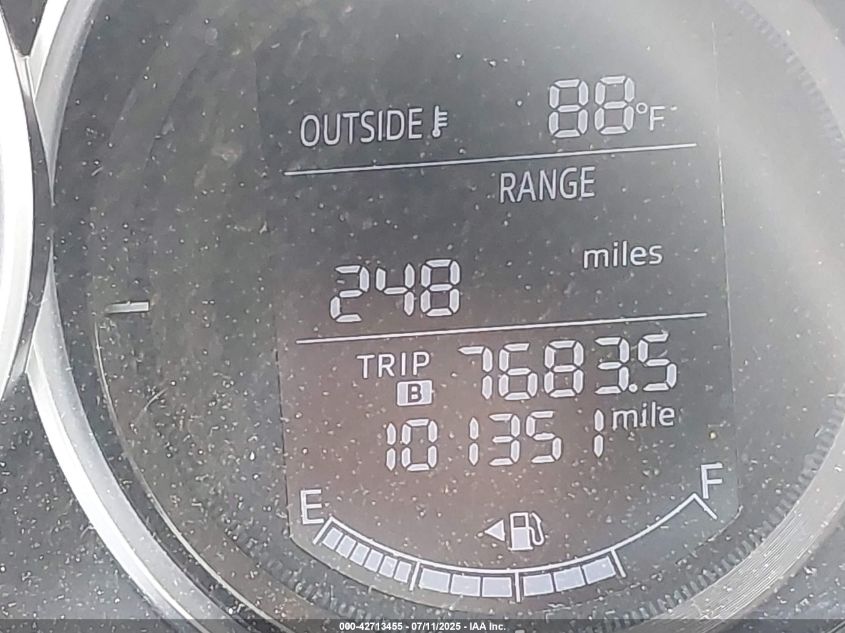 OUTSIDE 88°F
RANGE
248 miles
TRIP B 7683.5
101351 mile
E F
000-42713455 - 07/11/2025 - IAA Inc.